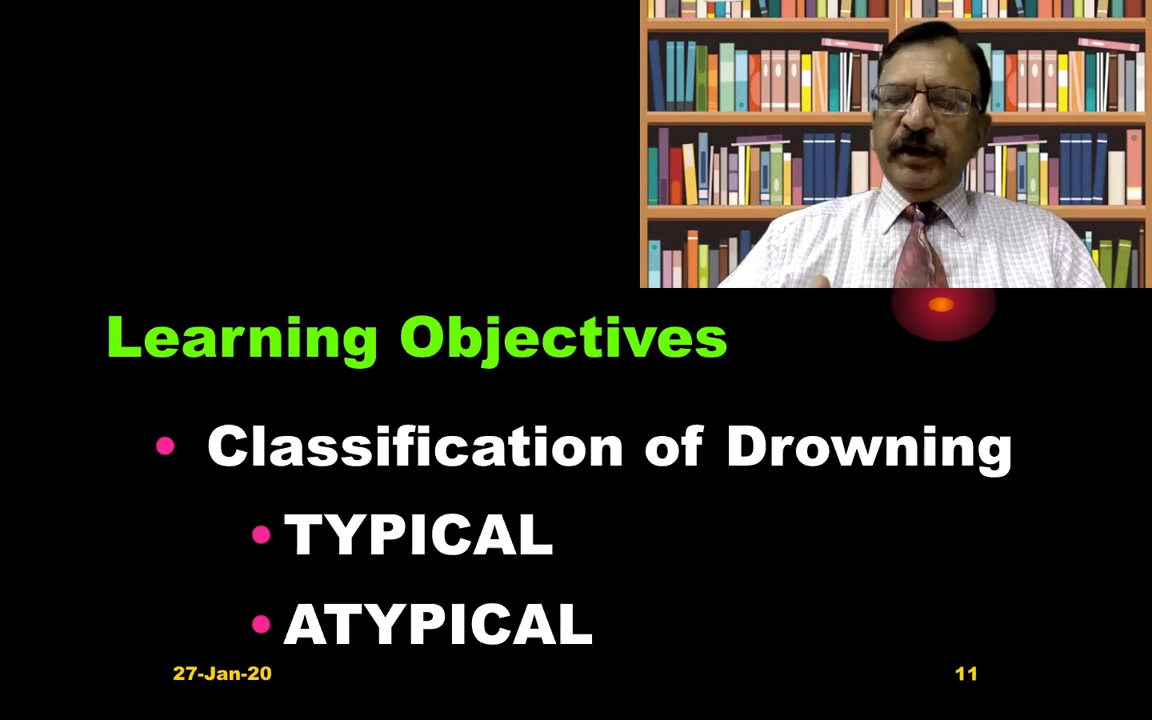 Learning Objectives
• Classification of Drowning
• TYPICAL
• ATYPICAL
27-Jan-20
11